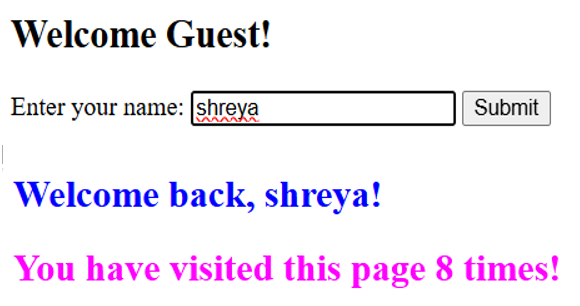 Welcome Guest!
Enter your name: shreya Submit
Welcome back, shreya!
You have visited this page 8 times!